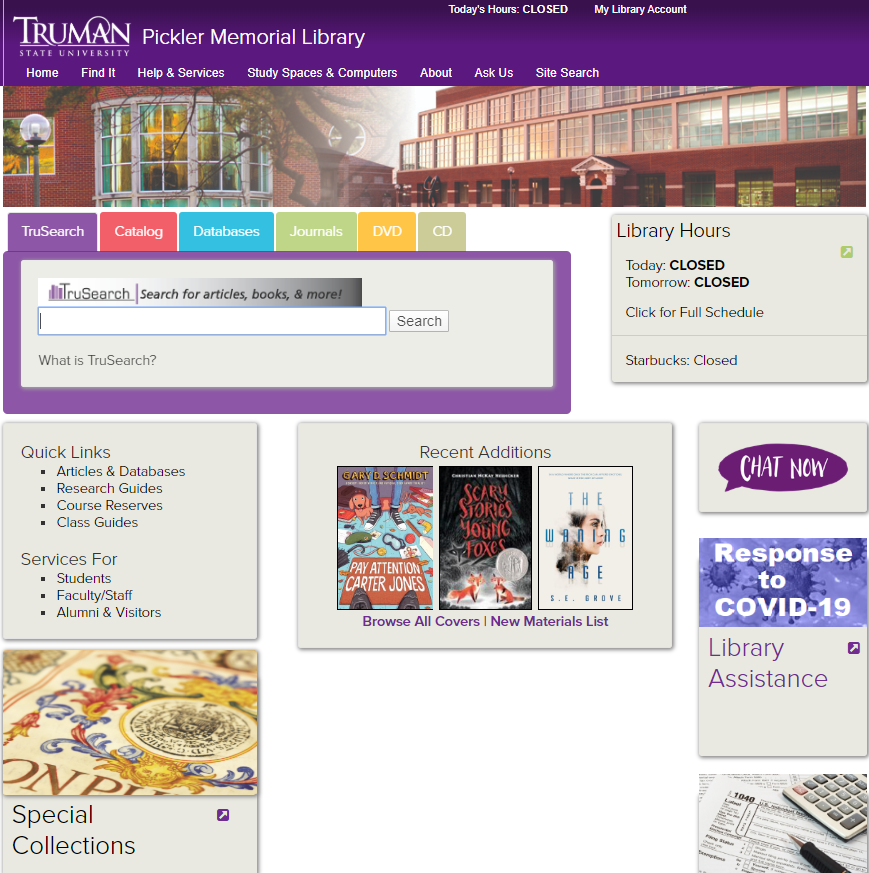 Today's Hours: CLOSED
My Library Account
TRUMAN
STATE UNIVERSITY
Pickler Memorial Library
Home
Find It
Help & Services
Study Spaces & Computers
About
Ask Us
Site Search
TruSearch
Catalog
Databases
Journals
DVD
CD
TruSearch
Search for articles, books, & more!
Search
What is TruSearch?
Library Hours
Today: CLOSED
Tomorrow: CLOSED
Click for Full Schedule
Starbucks: Closed
Quick Links
Articles & Databases
Research Guides
Course Reserves
Class Guides
Services For
Students
Faculty/Staff
Alumni & Visitors
Recent Additions
GARY D. SCHMIDT
PAY ATTENTION
CARTER JONES
CHRISTIAN McKAY HEIDICKER
SCARY
STORIES
for
YOUNG
FOXES
THE
WANING
AGE
S. E. GROVE
Browse All Covers | New Materials List
CHAT NOW
Response
to
COVID-19
Library
Assistance
Special
Collections
1040
Filing Status
Exemptions